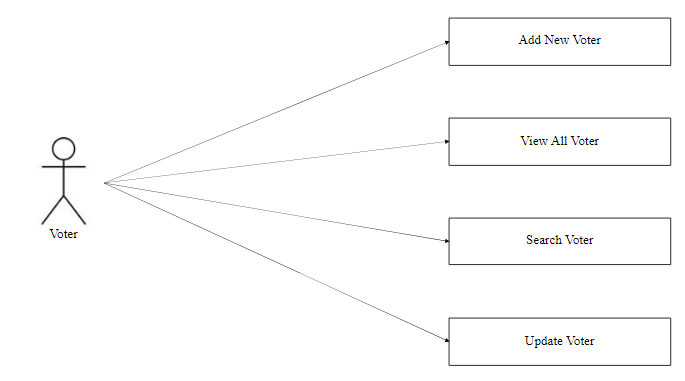 Add New Voter
View All Voter
Voter
Search Voter
Update Voter